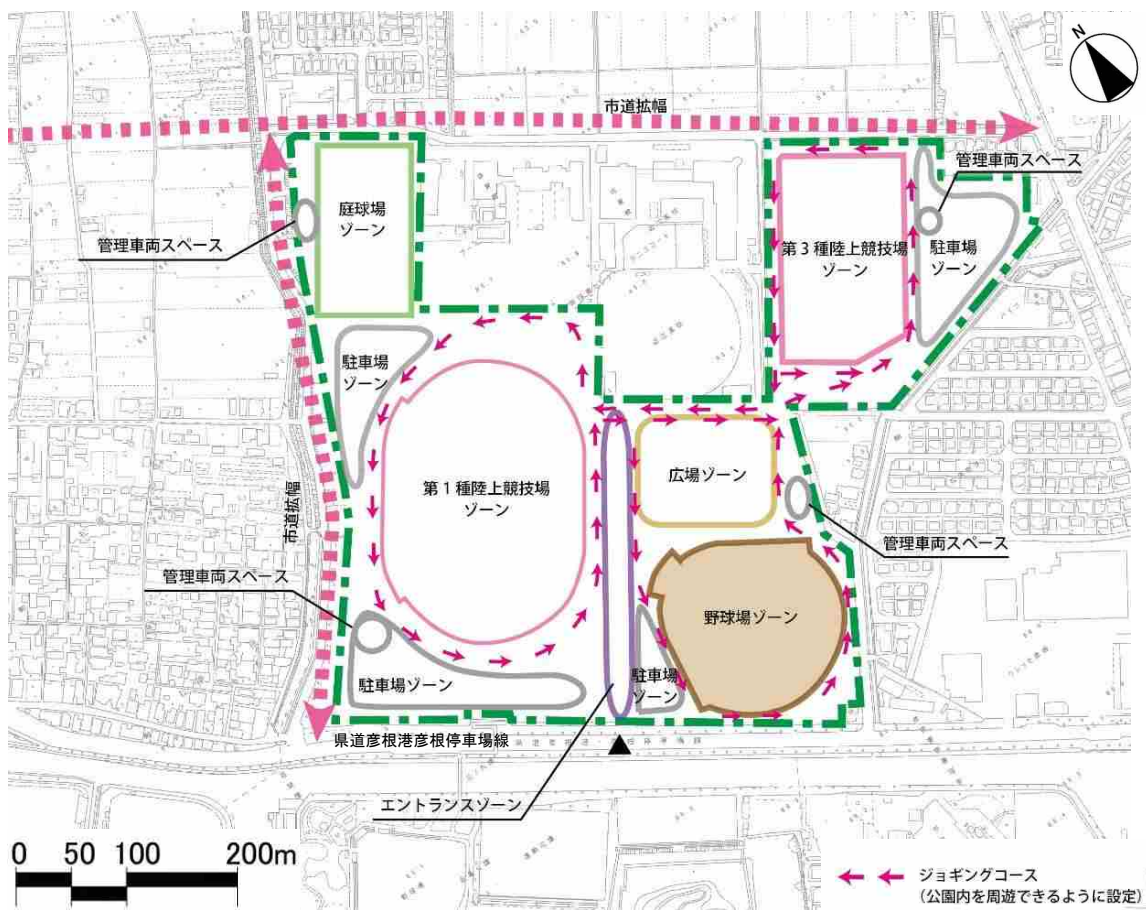 N
市道拡幅
管理車両スペース
庭球場
ゾーン
第3種陸上競技場
ゾーン
駐車場
ゾーン
管理車両スペース
駐車場
ゾーン
第1種陸上競技場
ゾーン
広場ゾーン
市道拡幅
管理車両スペース
管理車両スペース
野球場ゾーン
駐車場ゾーン
駐車場
ゾーン
県道彦根港彦根停車場線
エントランスゾーン
0 50 100 200m
ジョギングコース
(公園内を周遊できるように設定)